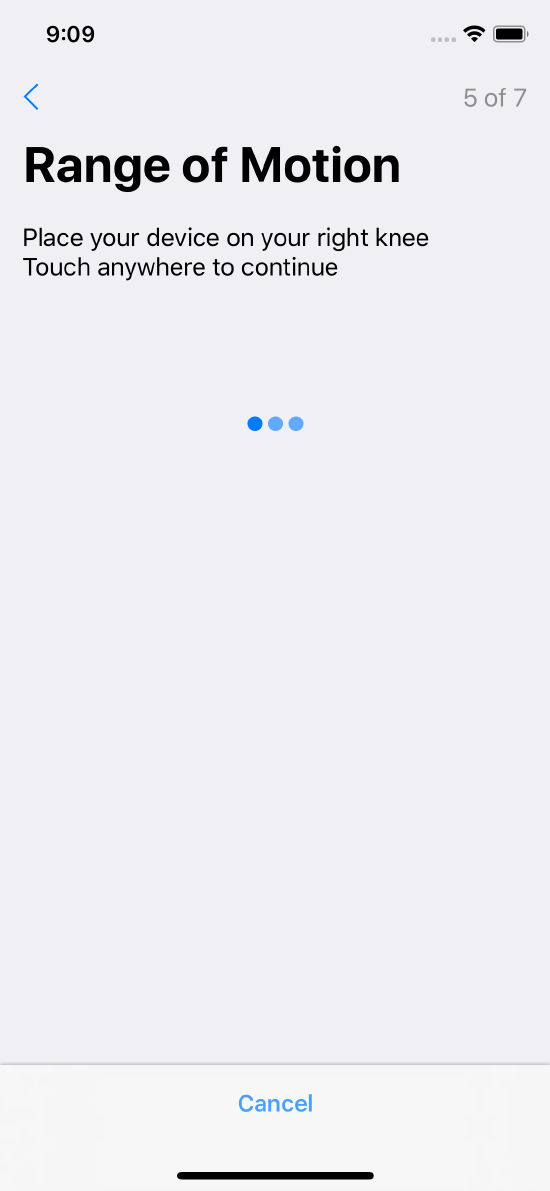 9:09
5 of 7
Range of Motion
Place your device on your right knee
Touch anywhere to continue
Cancel